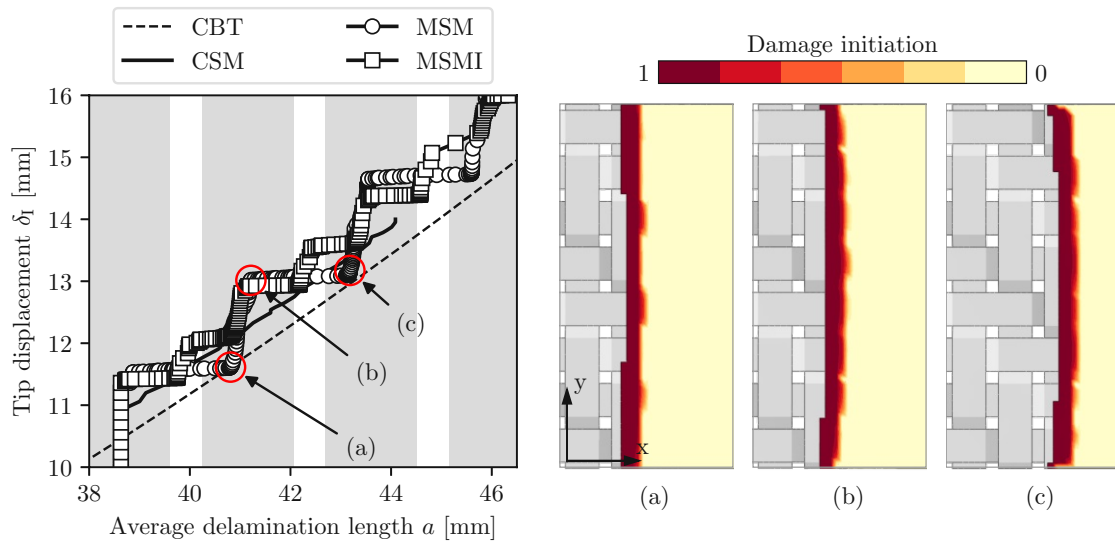 CBT
MSM
CSM
MSMI
16
15
14
13
12
11
10
Tip displacement δI [mm]
(a)
(b)
(c)
38
40
42
44
46
Average delamination length a [mm]
Damage initiation
1
0
y
x
(a)
(b)
(c)